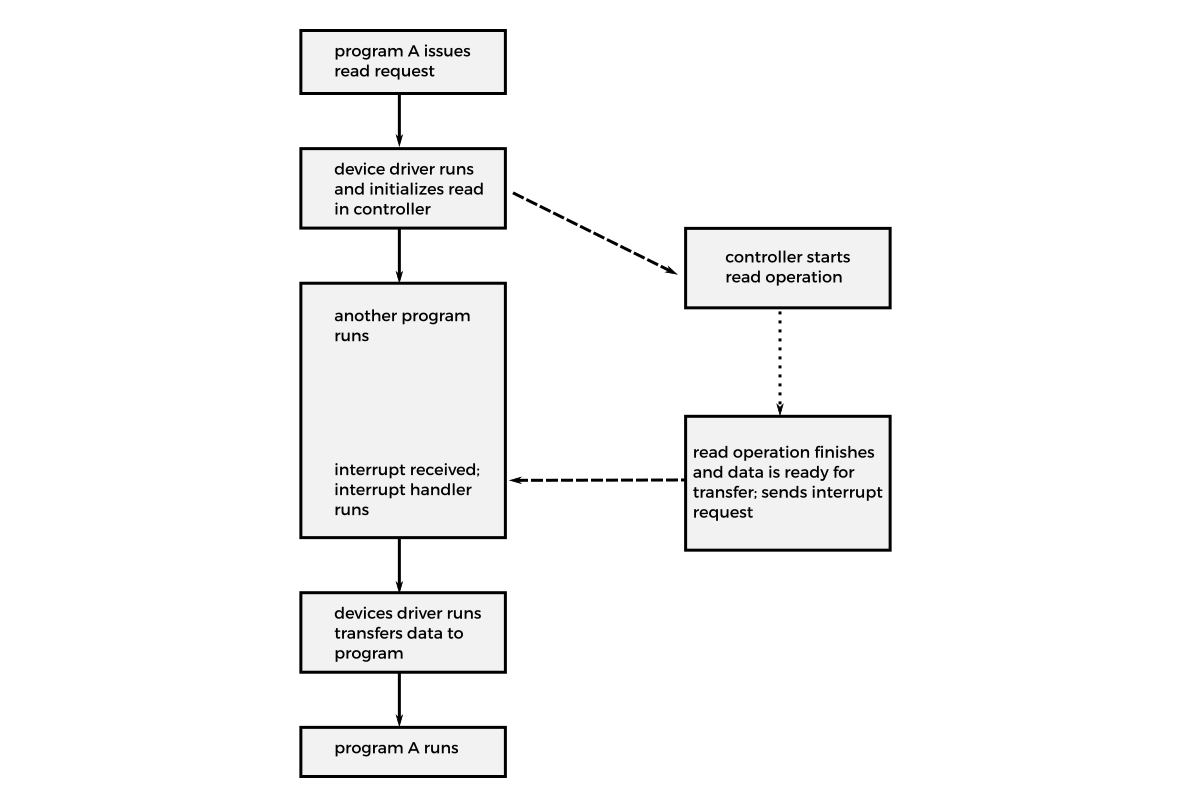 program A issues
read request
device driver runs
and initializes read
in controller
controller starts
read operation
another program
runs
read operation finishes
and data is ready for
transfer; sends interrupt
request
interrupt received;
interrupt handler
runs
devices driver runs
transfers data to
program
program A runs